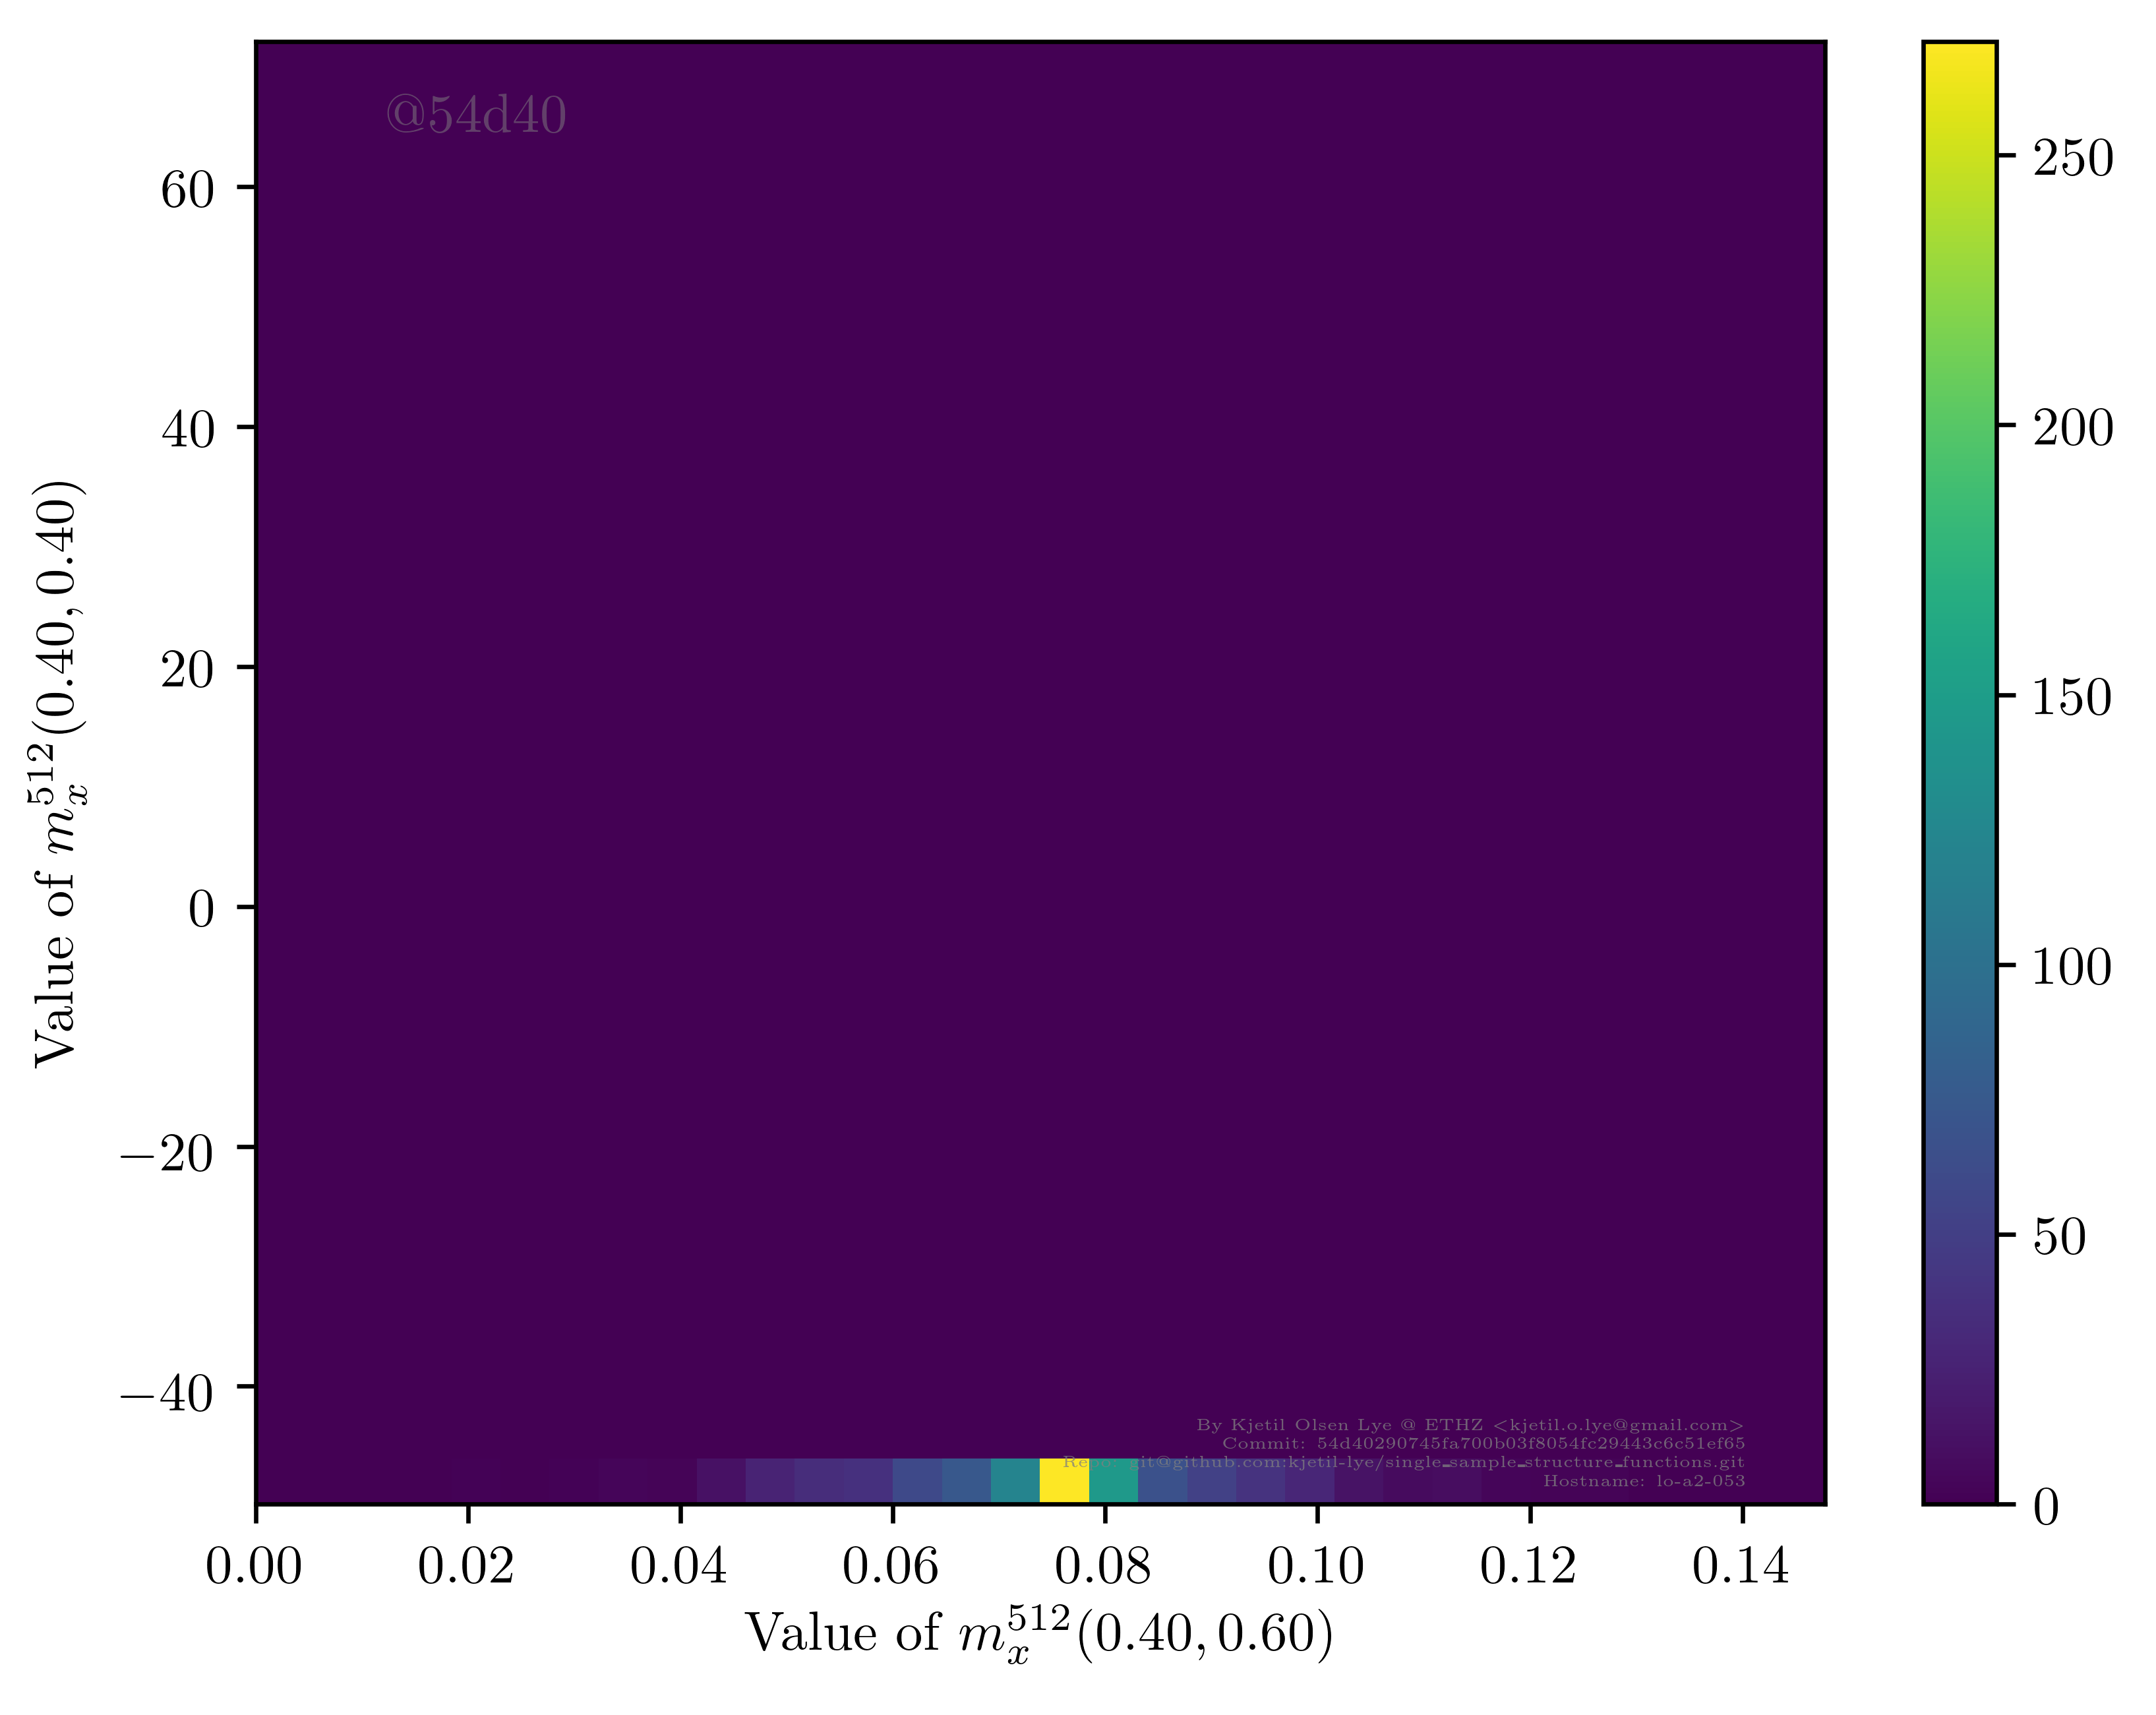 @54d40
60
40
20
0
−20
−40
Value of $m_x^{512}(0.40, 0.40)$
250
200
150
100
50
0
By Kjetil Olsen Lye @ ETHZ <kjetil.o.lye@gmail.com>
Commit: 54d40290745fa700b03f8054fc29443c6c51ef65
Repo: git@github.com:kjetil-lye/single_sample_structure_functions.git
Hostname: lo-a2-053
0.00 0.02 0.04 0.06 0.08 0.10 0.12 0.14
Value of $m_x^{512}(0.40, 0.60)$